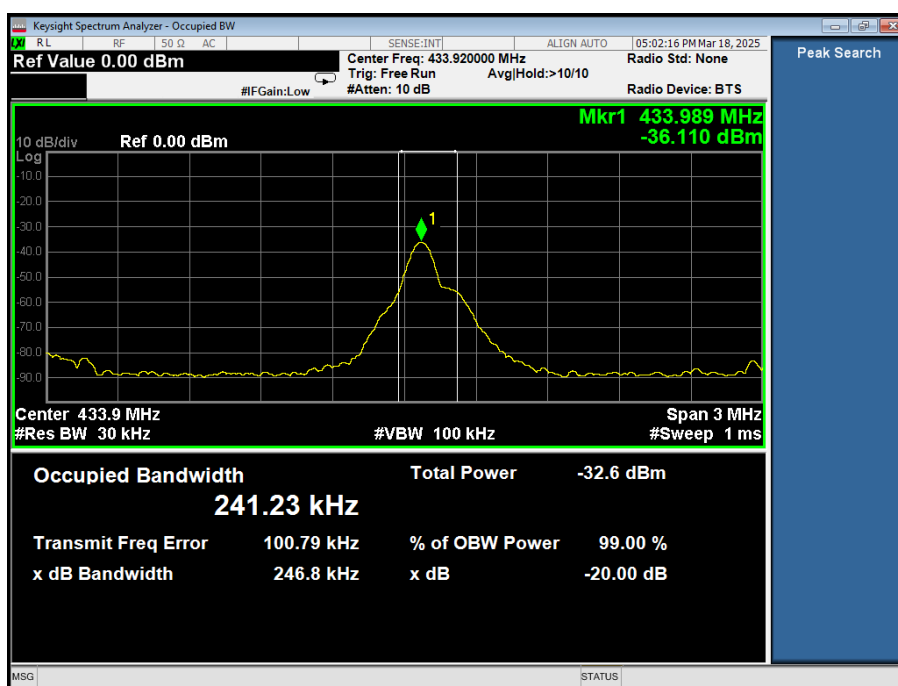 Keysight Spectrum Analyzer - Occupied BW
LXI RL RF 50 Ω AC SENSE:INT ALIGN AUTO 05:02:16 PM Mar 18, 2025
Ref Value 0.00 dBm Center Freq: 433.920000 MHz Radio Std: None
Trig: Free Run Avg|Hold:>10/10
#IFGain:Low #Atten: 10 dB Radio Device: BTS
Peak Search
Mkr1 433.989 MHz
-36.110 dBm
10 dB/div Ref 0.00 dBm
Log
-10.0
-20.0
1
-30.0
-40.0
-50.0
-60.0
-70.0
-80.0
-90.0
Center 433.9 MHz Span 3 MHz
#Res BW 30 kHz #VBW 100 kHz #Sweep 1 ms
Occupied Bandwidth Total Power -32.6 dBm
241.23 kHz
Transmit Freq Error 100.79 kHz % of OBW Power 99.00 %
x dB Bandwidth 246.8 kHz x dB -20.00 dB
MSG STATUS